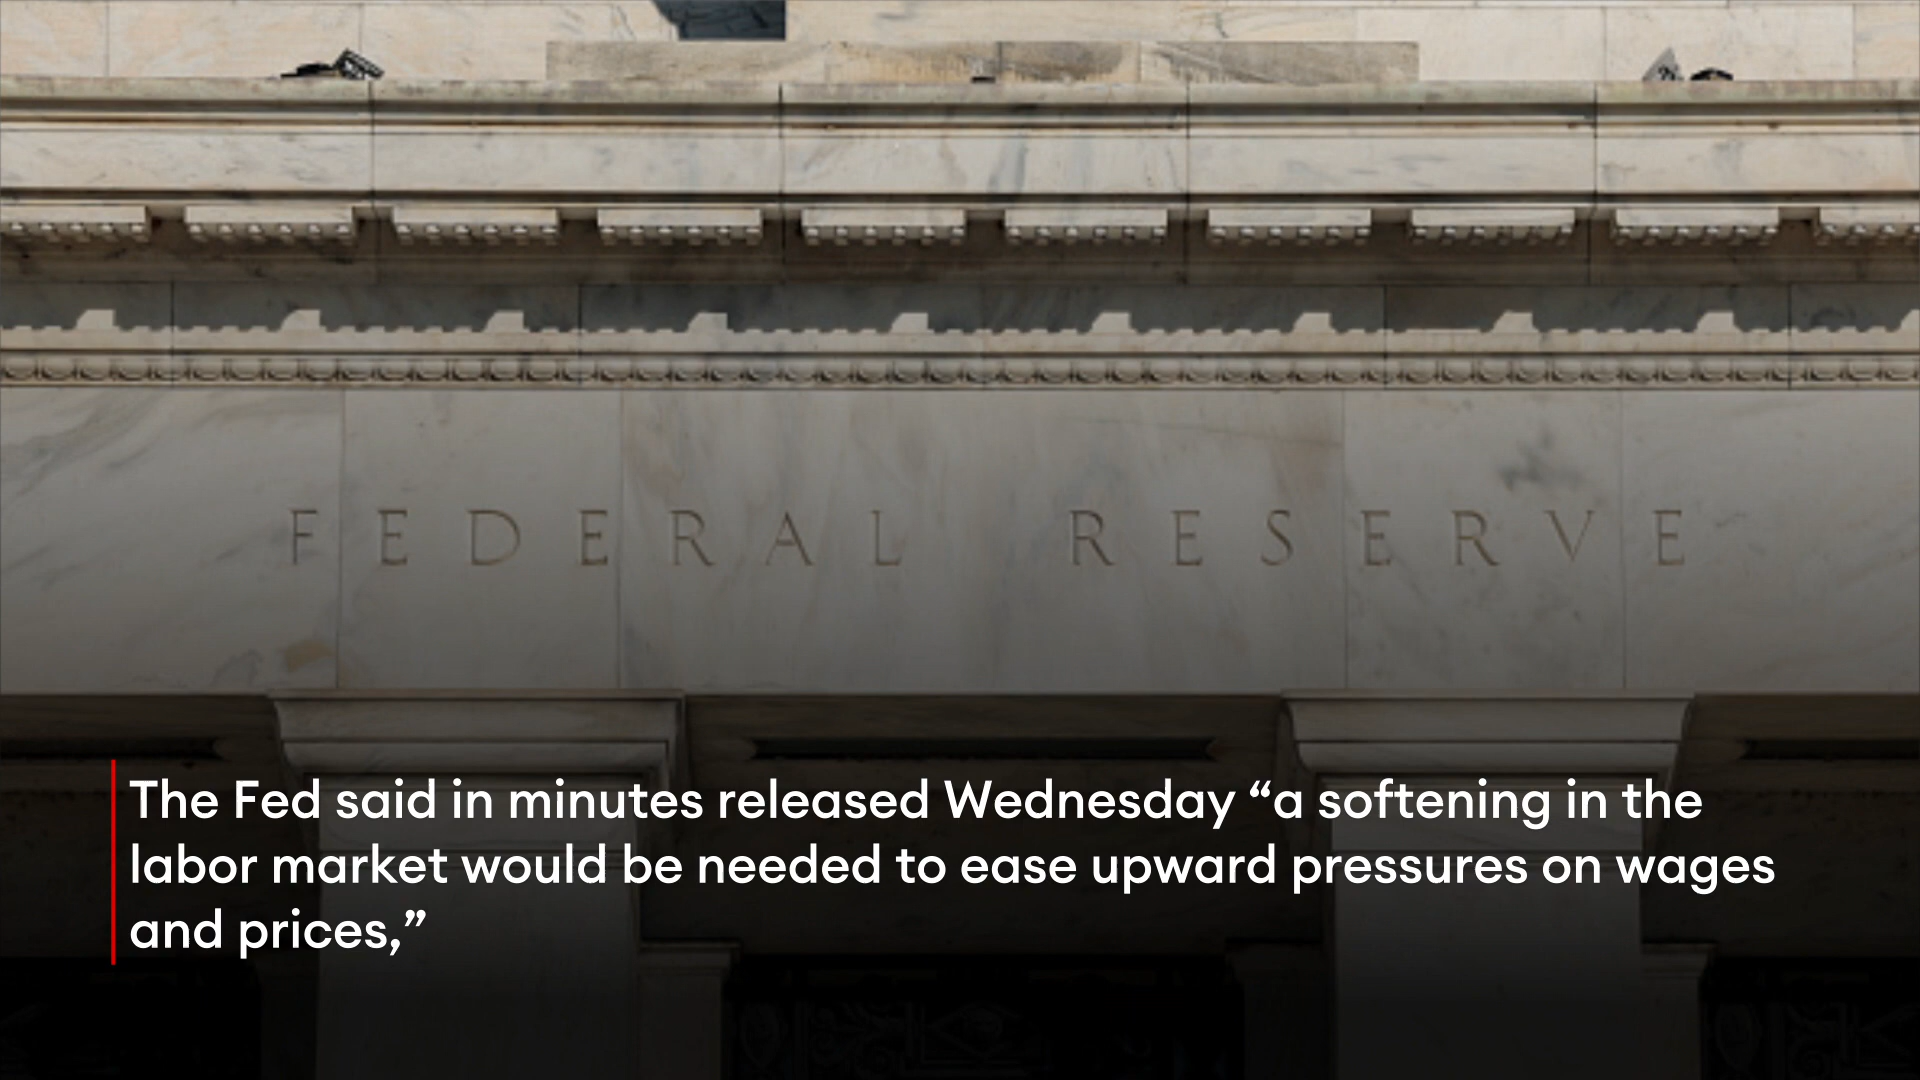 FEDERAL RESERVE
The Fed said in minutes released Wednesday “a softening in the
labor market would be needed to ease upward pressures on wages
and prices,”